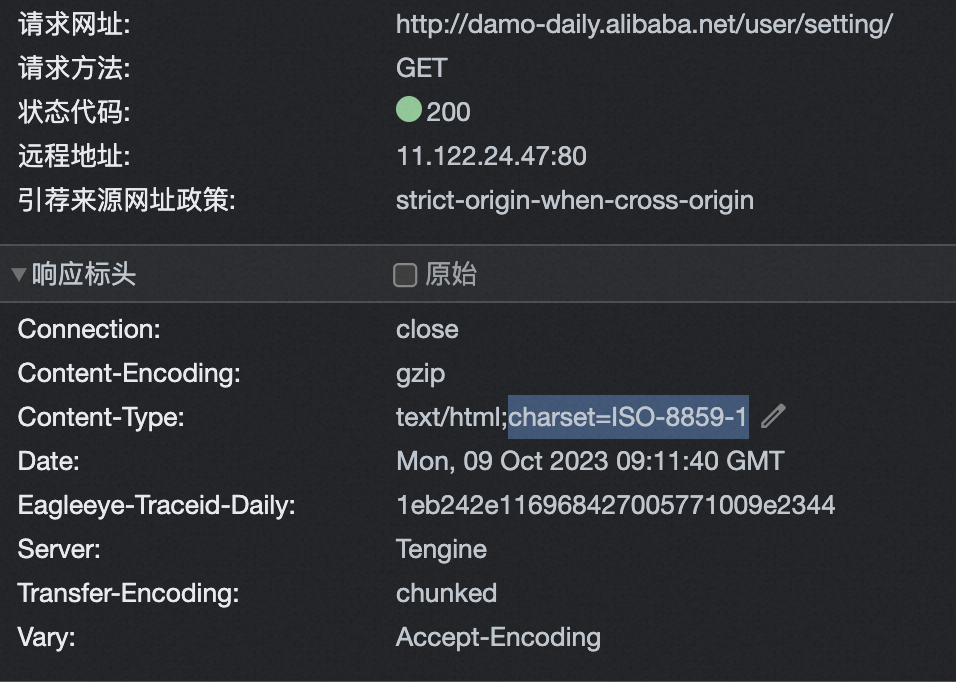 请求网址: http://damo-daily.alibaba.net/user/setting/
请求方法: GET
状态代码: 200
远程地址: 11.122.24.47:80
引荐来源网址政策: strict-origin-when-cross-origin
响应标头 原始
Connection: close
Content-Encoding: gzip
Content-Type: text/html;charset=ISO-8859-1
Date: Mon, 09 Oct 2023 09:11:40 GMT
Eagleeye-Traceid-Daily: 1eb242e116968427005771009e2344
Server: Tengine
Transfer-Encoding: chunked
Vary: Accept-Encoding